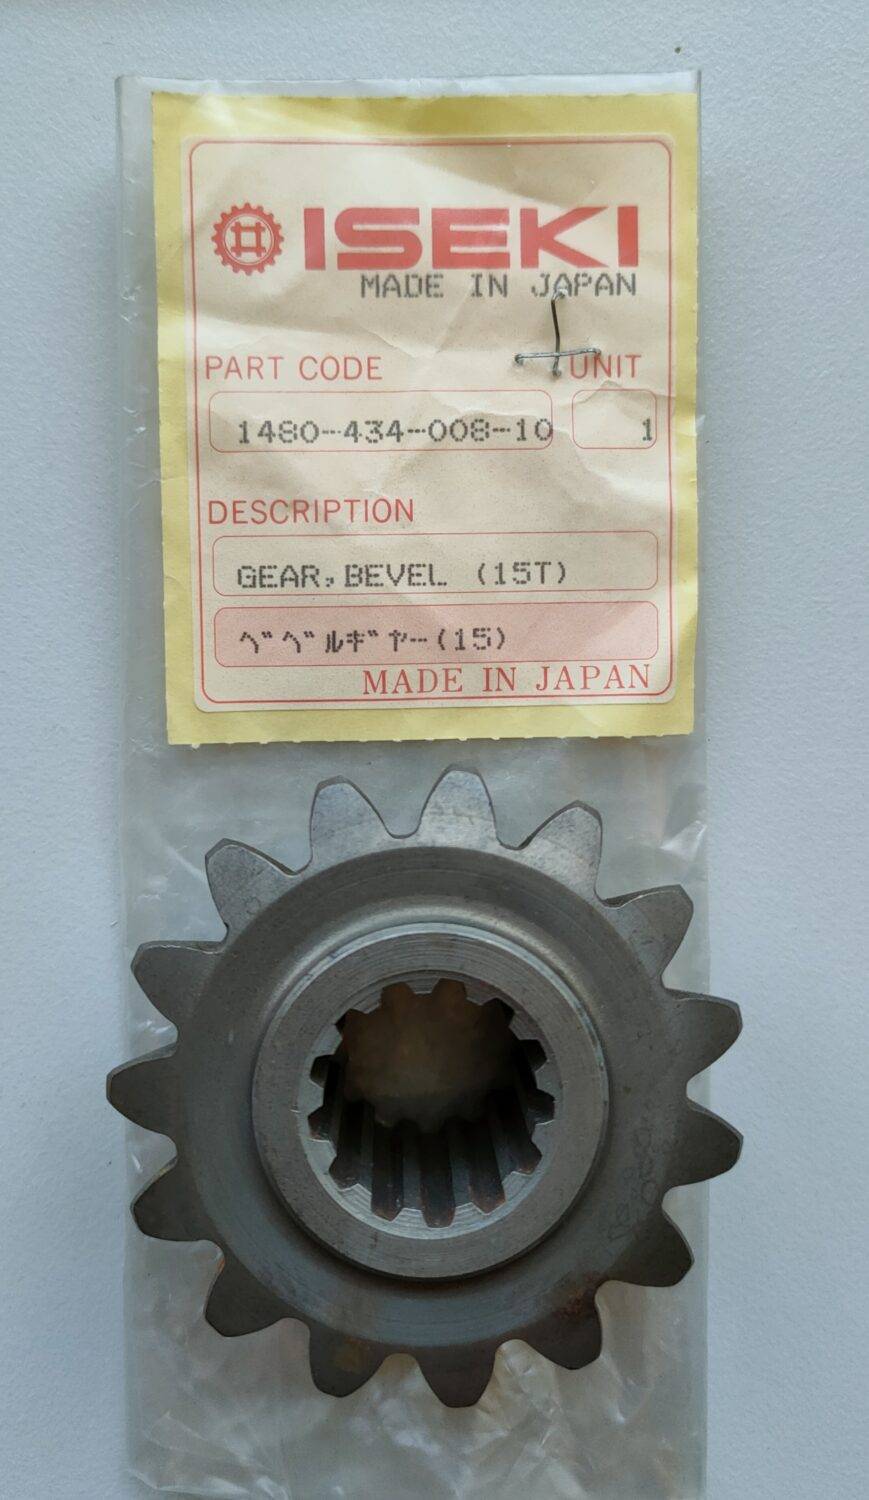 ISEKI
MADE IN JAPAN
PART CODE UNIT
1480-434-008-10 1
DESCRIPTION
GEAR,BEVEL (15T)
ベベルギヤー(15)
MADE IN JAPAN